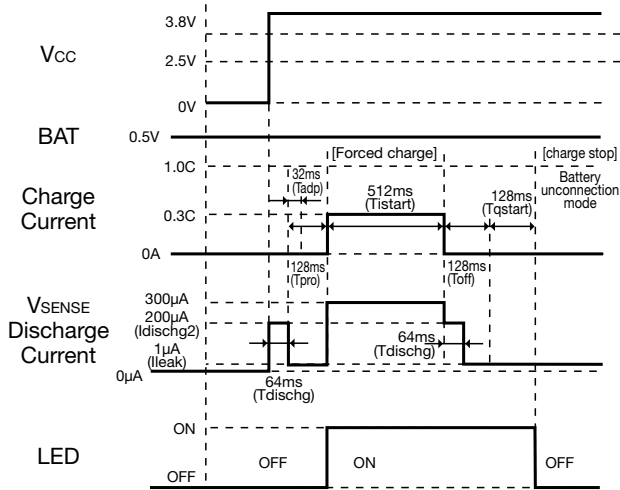 3.8V
VCC
2.5V
0V
BAT
0.5V
[Forced charge]
[charge stop]
1.0C
32ms
(Tadp)
Battery
unconnection
mode
Charge
Current
512ms
(Tistart)
128ms
(Tqstart)
0.3C
0A
128ms
(Tpro)
128ms
(Toff)
VSENSE
Discharge
Current
300μA
200μA
(Idischg2)
1μA
(Ileak)
0μA
64ms
(Tdischg)
64ms
(Tdischg)
LED
ON
OFF
OFF
ON
OFF